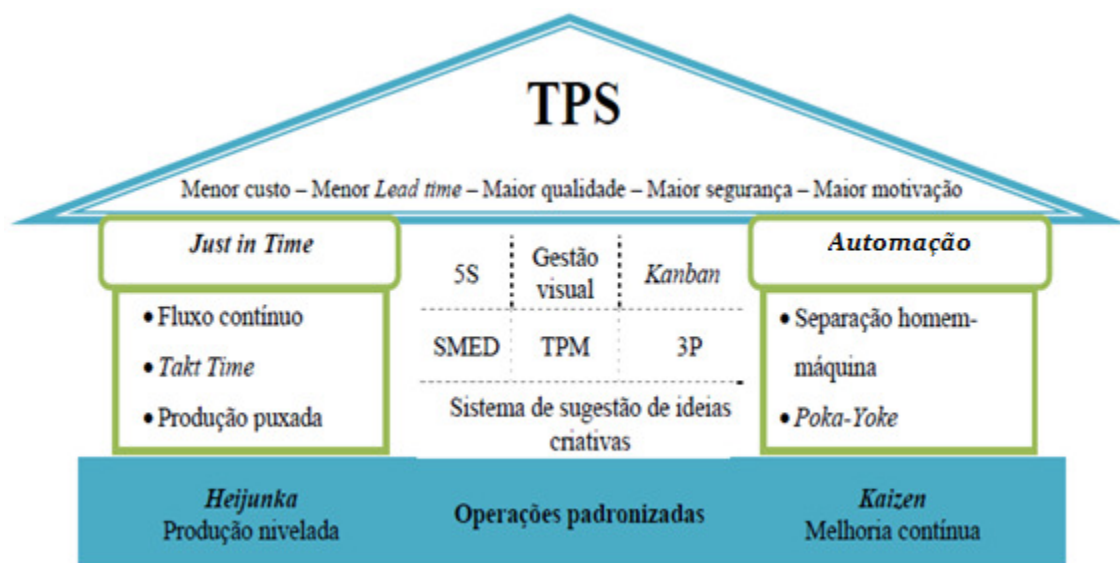 TPS
Menor custo – Menor Lead time – Maior qualidade – Maior segurança – Maior motivação
Just in Time
• Fluxo contínuo
• Takt Time
• Produção puxada
5S
Gestão
visual
Kanban
SMED
TPM
3P
Sistema de sugestão de ideias
criativas
Automação
• Separação homem-
máquina
• Poka-Yoke
Heijunka
Produção nivelada
Operações padronizadas
Kaizen
Melhoria contínua